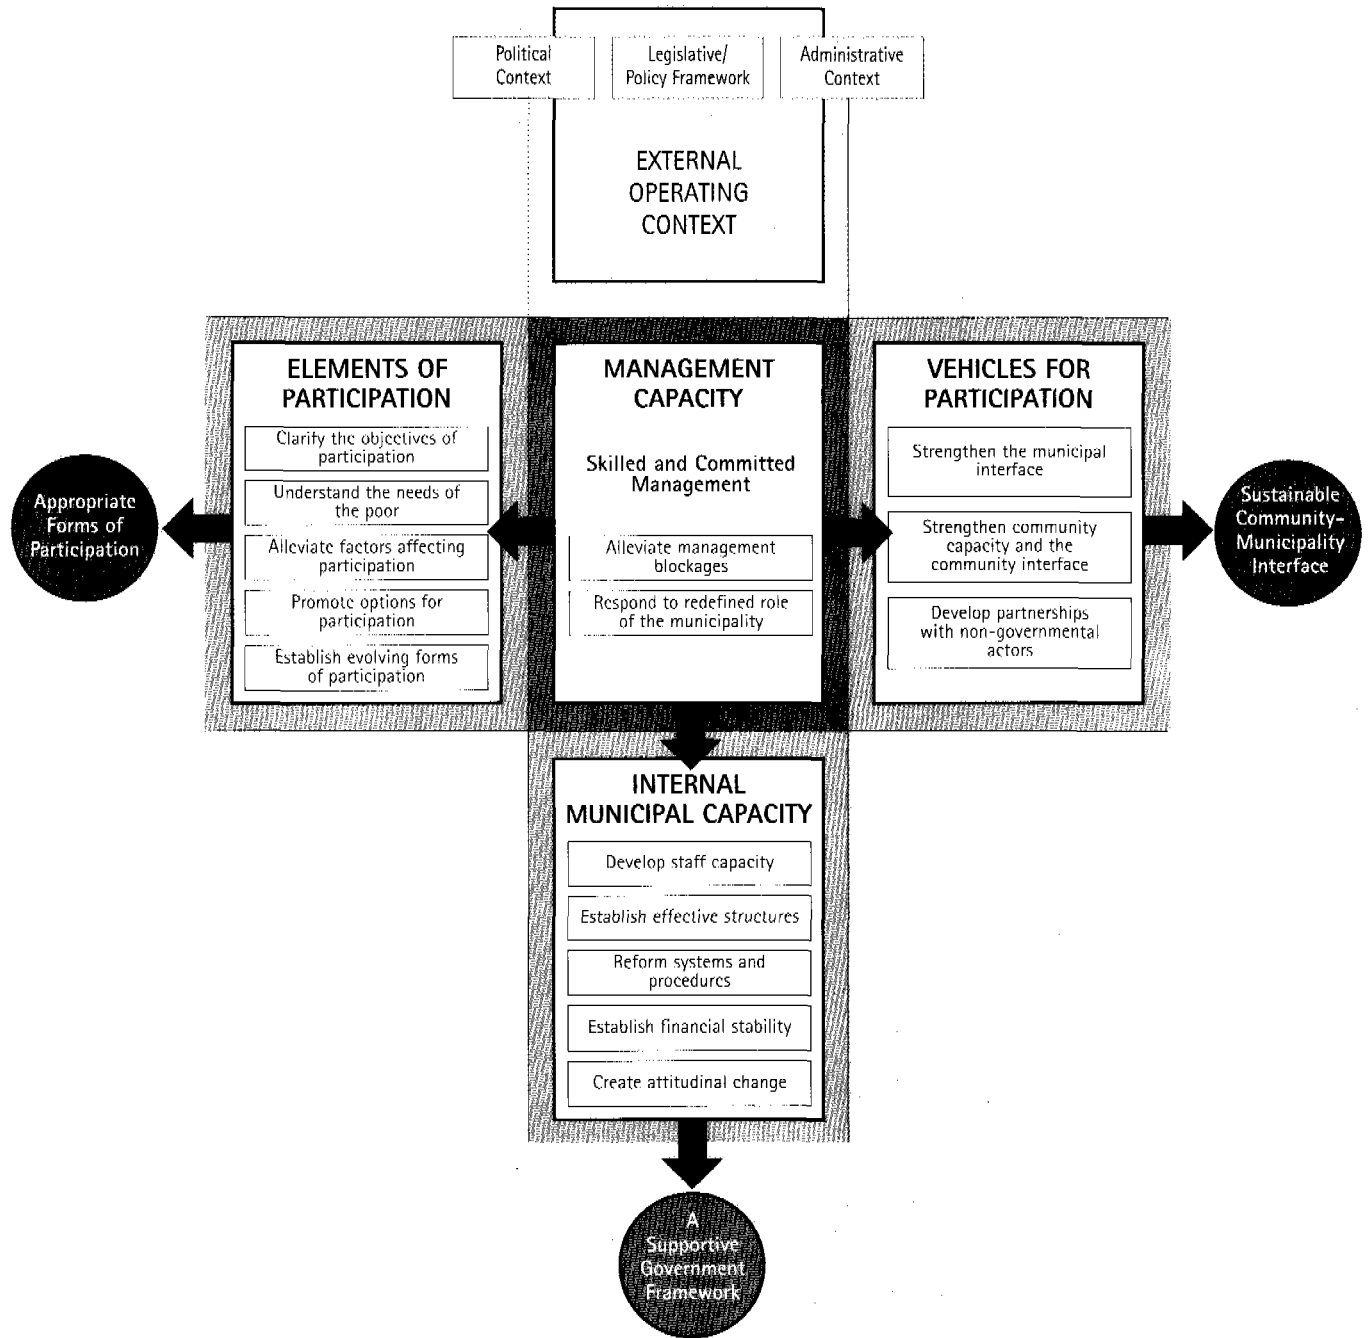 Political
Context
Legislative/
Policy Framework
Administrative
Context
EXTERNAL
OPERATING
CONTEXT
ELEMENTS OF
PARTICIPATION
Clarify the objectives of
participation
Understand the needs of
the poor
Alleviate factors affecting
participation
Promote options for
participation
Establish evolving forms
of participation
MANAGEMENT
CAPACITY
Skilled and Committed
Management
Alleviate management
blockages
Respond to redefined role
of the municipality
VEHICLES FOR
PARTICIPATION
Strengthen the municipal
interface
Strengthen community
capacity and the
community interface
Develop partnerships
with non-governmental
actors
Appropriate
Forms of
Participation
Sustainable
Community-
Municipality
Interface
INTERNAL
MUNICIPAL CAPACITY
Develop staff capacity
Establish effective structures
Reform systems and
procedures
Establish financial stability
Create attitudinal change
A
Supportive
Government
Framework